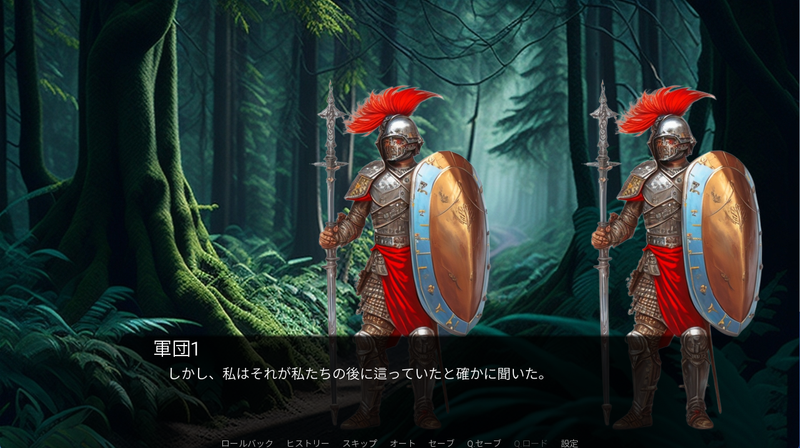 軍団1
しかし、私はそれが私たちの後に這っていたと確かに聞いた。
ロールバック ヒストリー スキップ オート セーブ Qセーブ Qロード 設定